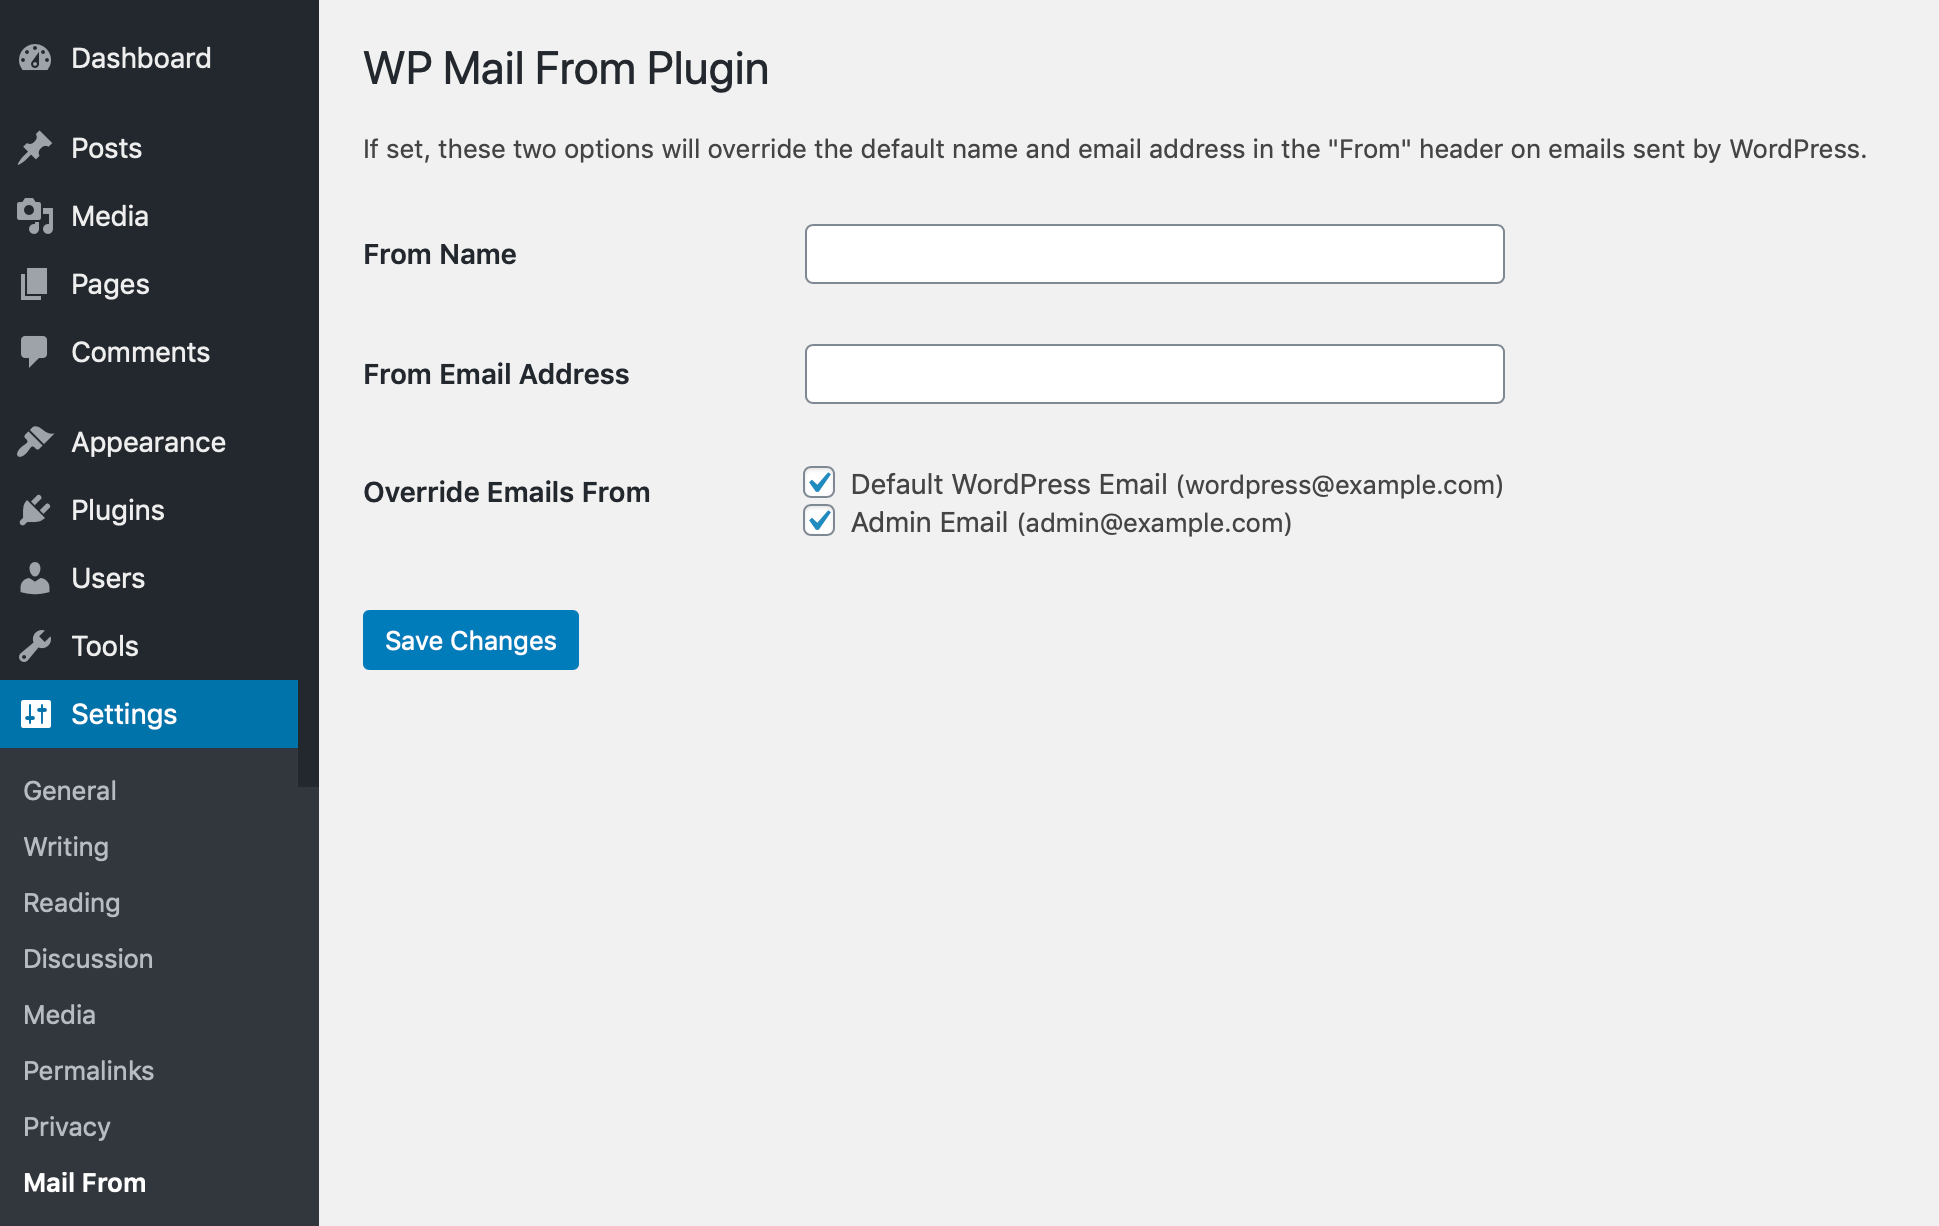 Dashboard
Posts
Media
Pages
Comments
Appearance
Plugins
Users
Tools
Settings
General
Writing
Reading
Discussion
Media
Permalinks
Privacy
Mail From
WP Mail From Plugin
If set, these two options will override the default name and email address in the "From" header on emails sent by WordPress.
From Name
From Email Address
Override Emails From
Default WordPress Email (wordpress@example.com)
Admin Email (admin@example.com)
Save Changes